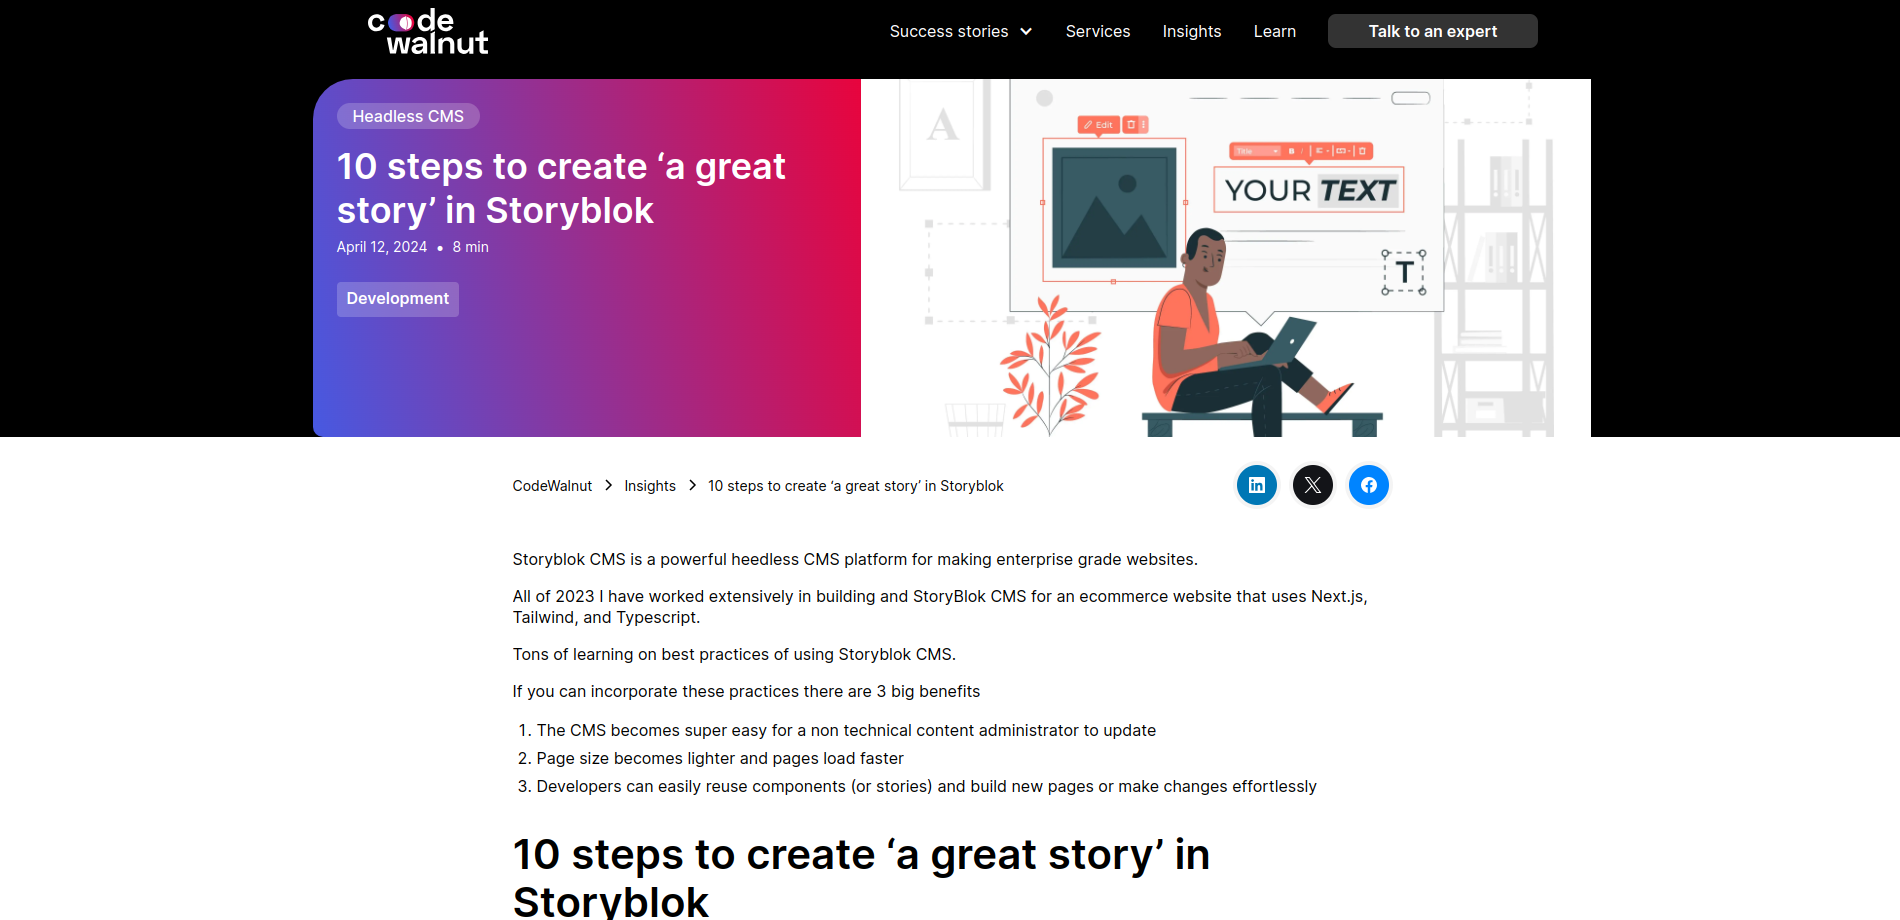 code
walnut
Success stories
Services
Insights
Learn
Talk to an expert
Headless CMS
10 steps to create ‘a great
story’ in Storyblok
April 12, 2024 • 8 min
Development
A
Edit
Title
B
YOUR TEXT
T
CodeWalnut > Insights > 10 steps to create ‘a great story’ in Storyblok
in
X
f
Storyblok CMS is a powerful heedless CMS platform for making enterprise grade websites.
All of 2023 I have worked extensively in building and StoryBlok CMS for an ecommerce website that uses Next.js,
Tailwind, and Typescript.
Tons of learning on best practices of using Storyblok CMS.
If you can incorporate these practices there are 3 big benefits
1. The CMS becomes super easy for a non technical content administrator to update
2. Page size becomes lighter and pages load faster
3. Developers can easily reuse components (or stories) and build new pages or make changes effortlessly
10 steps to create ‘a great story’ in
Storyblok